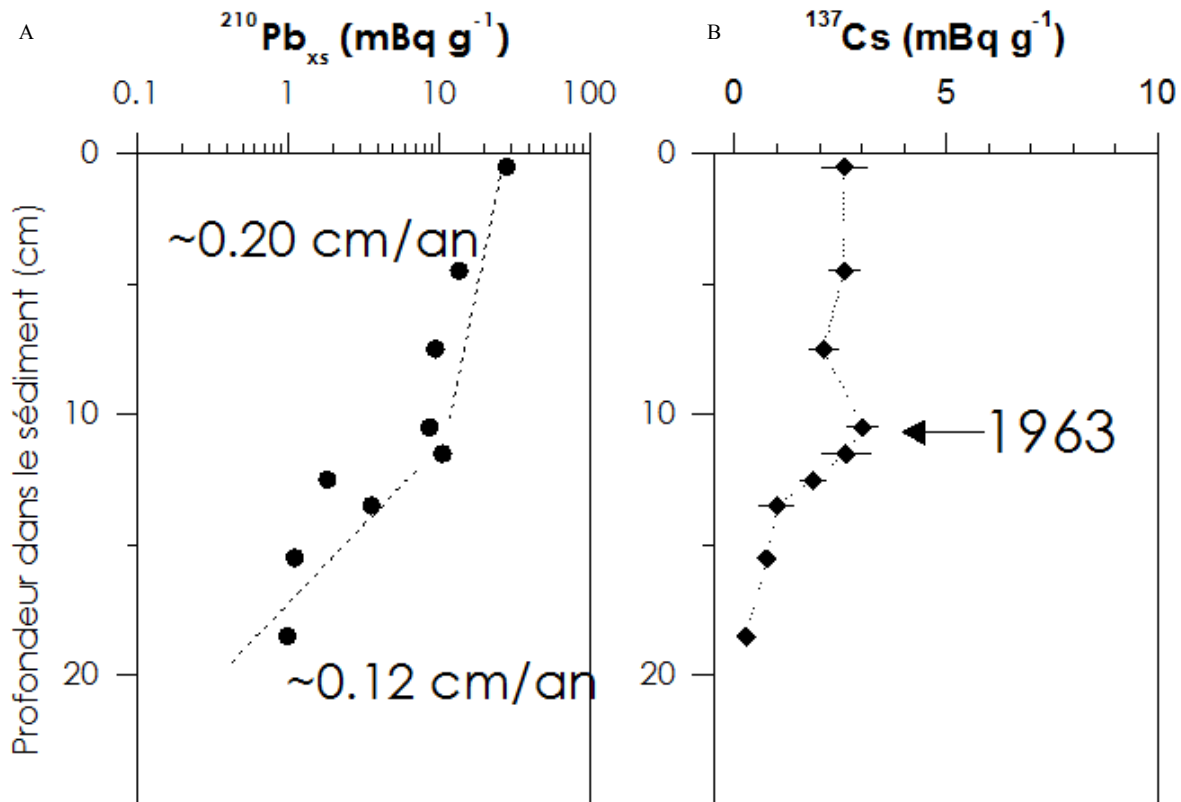 A
²¹⁰Pbxs (mBq g⁻¹)
0.1 1 10 100
0
10
20
Profondeur dans le sédiment (cm)
~0.20 cm/an
~0.12 cm/an
B
¹³⁷Cs (mBq g⁻¹)
0 5 10
0
10
20
1963